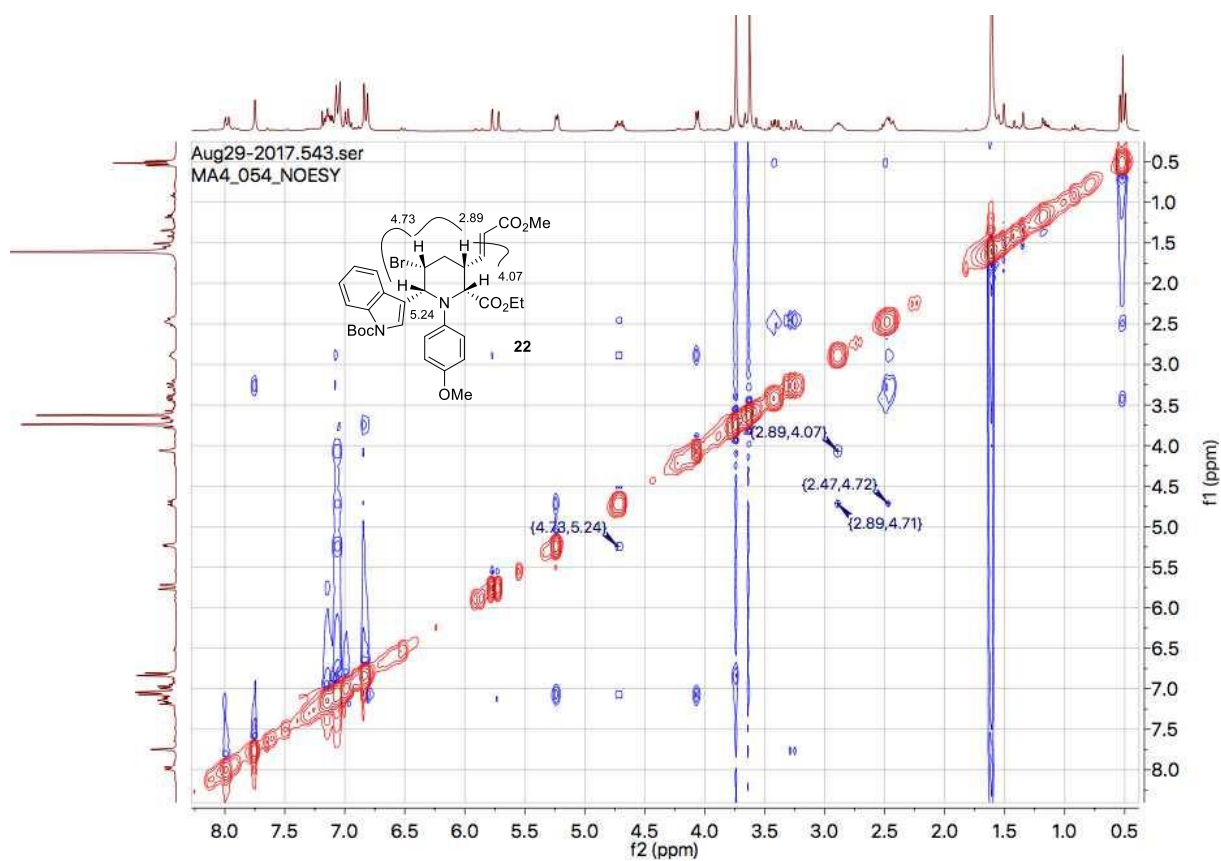 Aug29-2017.543.ser
MA4_054_NOESY
4.73
2.89
CO2Me
H
H
Br
H
H
4.07
CO2Et
N
5.24
BocN
22
OMe
{2.89,4.07}
{2.47,4.72}
{2.89,4.71}
{4.73,5.24}
0.5
1.0
1.5
2.0
2.5
3.0
3.5
4.0
4.5
5.0
5.5
6.0
6.5
7.0
7.5
8.0
f1 (ppm)
8.0 7.5 7.0 6.5 6.0 5.5 5.0 4.5 4.0 3.5 3.0 2.5 2.0 1.5 1.0 0.5
f2 (ppm)